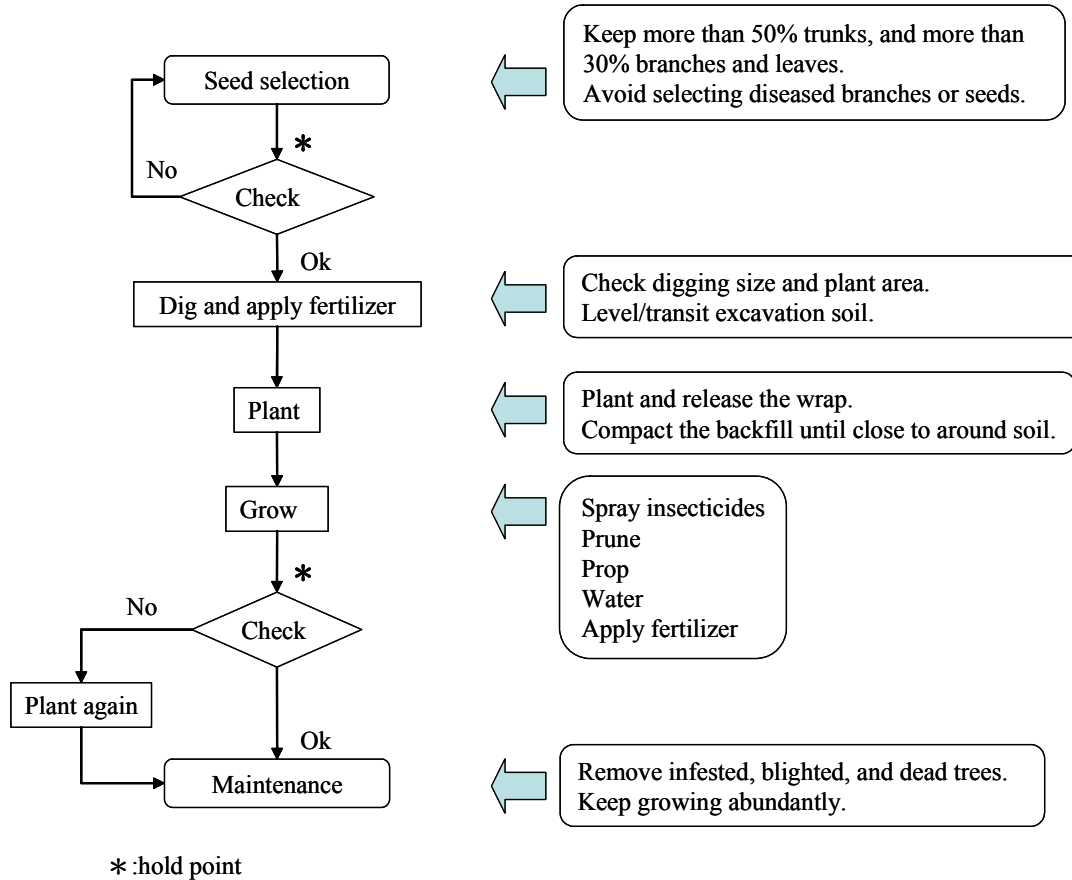 Keep more than 50% trunks, and more than
30% branches and leaves.
Avoid selecting diseased branches or seeds.
Seed selection
*
No
Check
Ok
Check digging size and plant area.
Level/transit excavation soil.
Dig and apply fertilizer
Plant and release the wrap.
Compact the backfill until close to around soil.
Plant
Grow
Spray insecticides
Prune
Prop
Water
Apply fertilizer
*
No
Check
Plant again
Ok
Maintenance
Remove infested, blighted, and dead trees.
Keep growing abundantly.
* :hold point